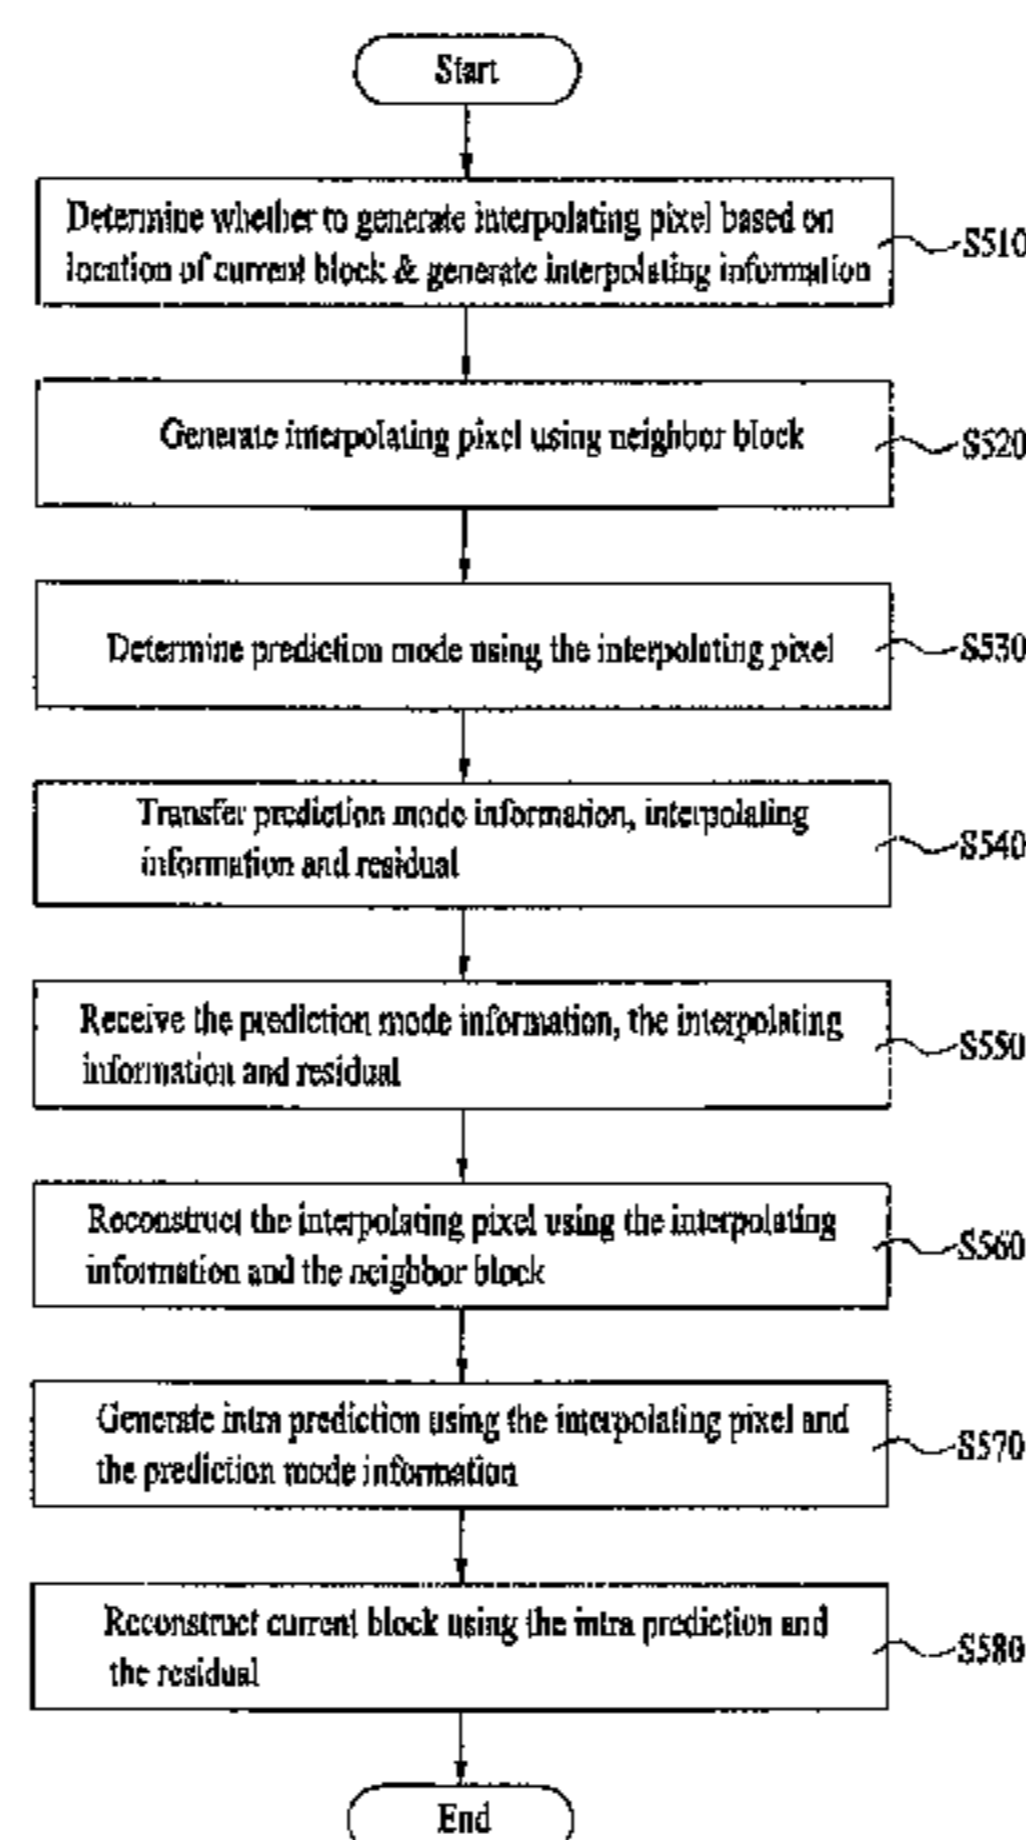 Start
Determine whether to generate interpolating pixel based on
location of current block & generate interpolating information
S510
Generate interpolating pixel using neighbor block
S520
Determine prediction mode using the interpolating pixel
S530
Transfer prediction mode information, interpolating
information and residual
S540
Receive the prediction mode information, the interpolating
information and residual
S550
Reconstruct the interpolating pixel using the interpolating
information and the neighbor block
S560
Generate intra prediction using the interpolating pixel and
the prediction mode information
S570
Reconstruct current block using the intra prediction and
the residual
S580
End